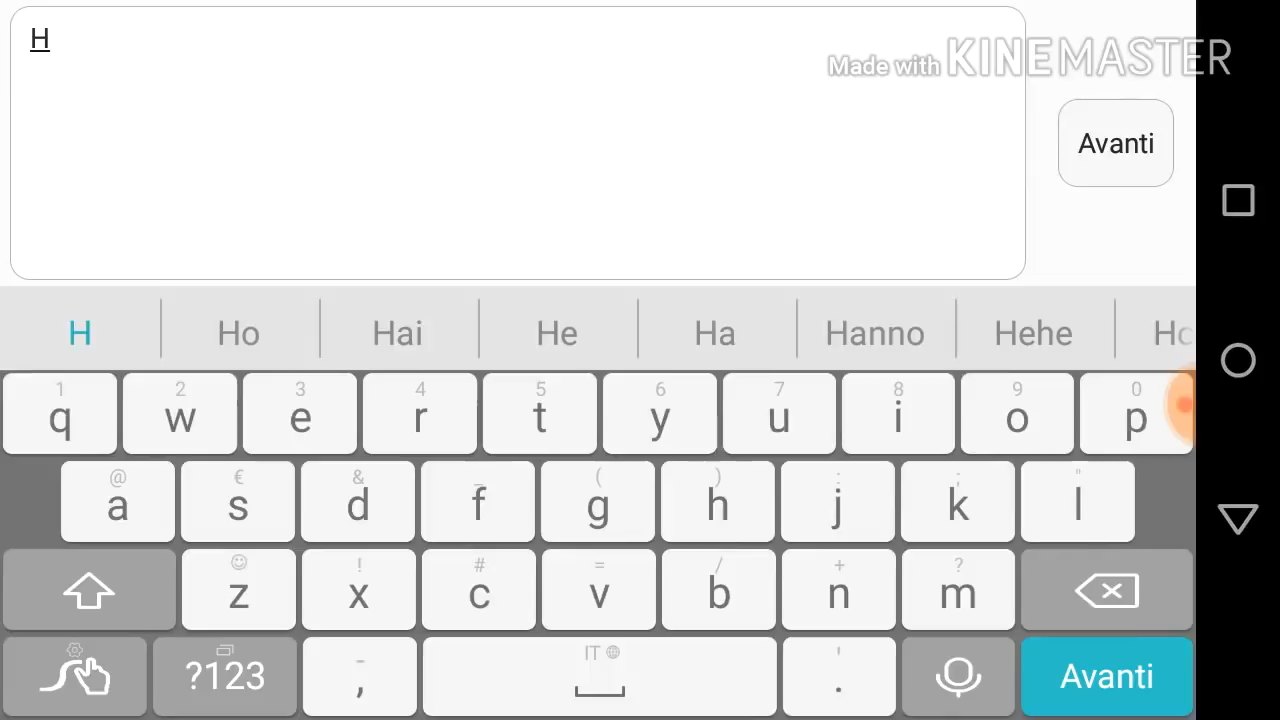 H
Made with KINEMASTER
Avanti
H Ho Hai He Ha Hanno Hehe
1 2 3 4 5 6 7 8 9 0
q w e r t y u i o p
@ € & _ ( ) : ; "
a s d f g h j k l
! # = / + ?
z x c v b n m
IT
- '
?123 , . Avanti